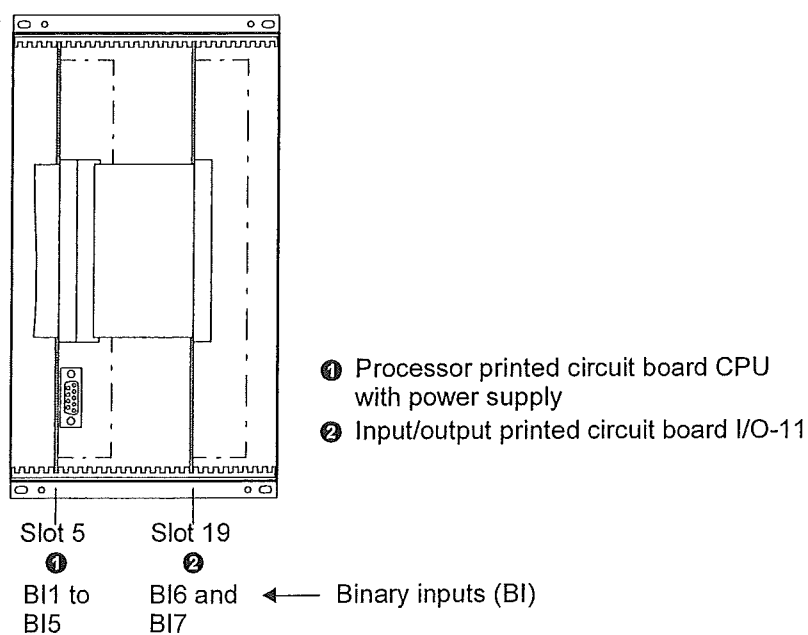 ❶ Processor printed circuit board CPU
with power supply
❷ Input/output printed circuit board I/O-11
Slot 5 Slot 19
❶ ❷
BI1 to BI6 and Binary inputs (BI)
BI5 BI7